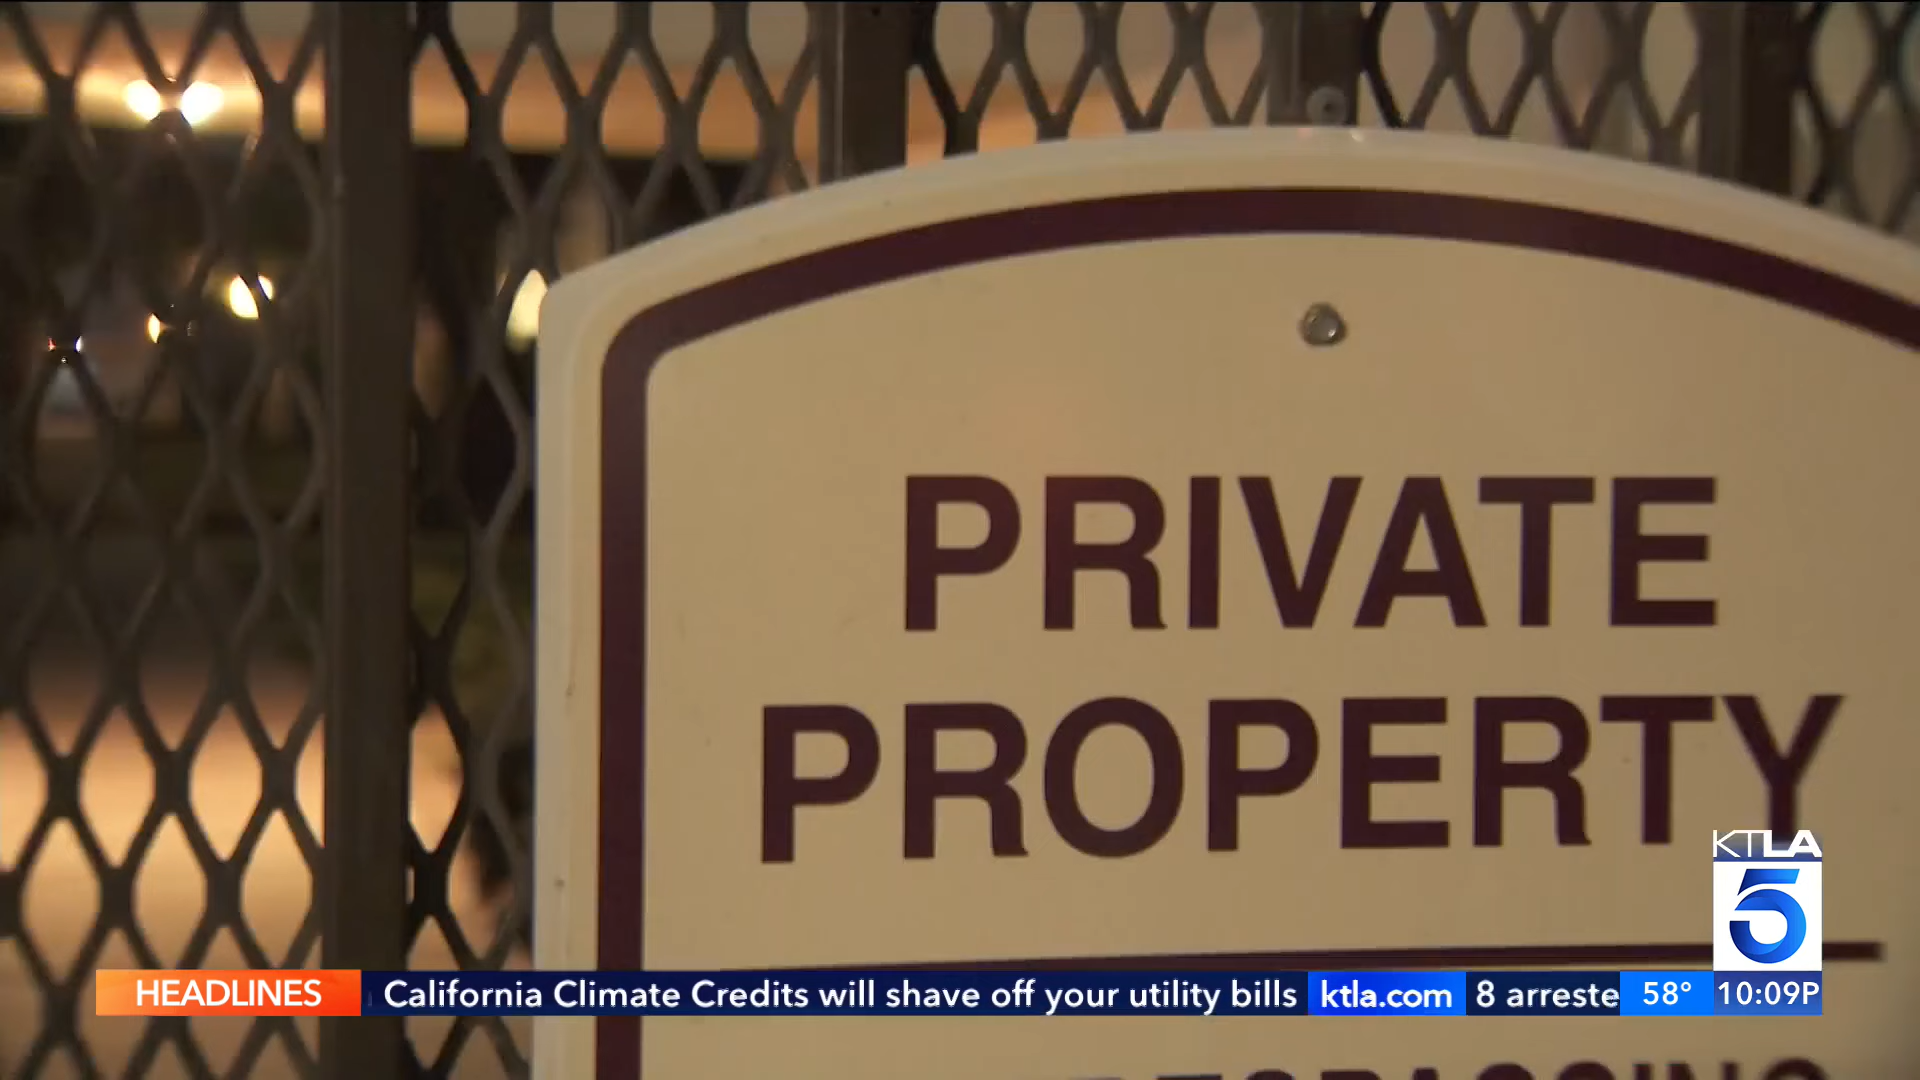 PRIVATE
PROPERTY
KTLA
5
HEADLINES California Climate Credits will shave off your utility bills ktla.com 8 arreste 58° 10:09P